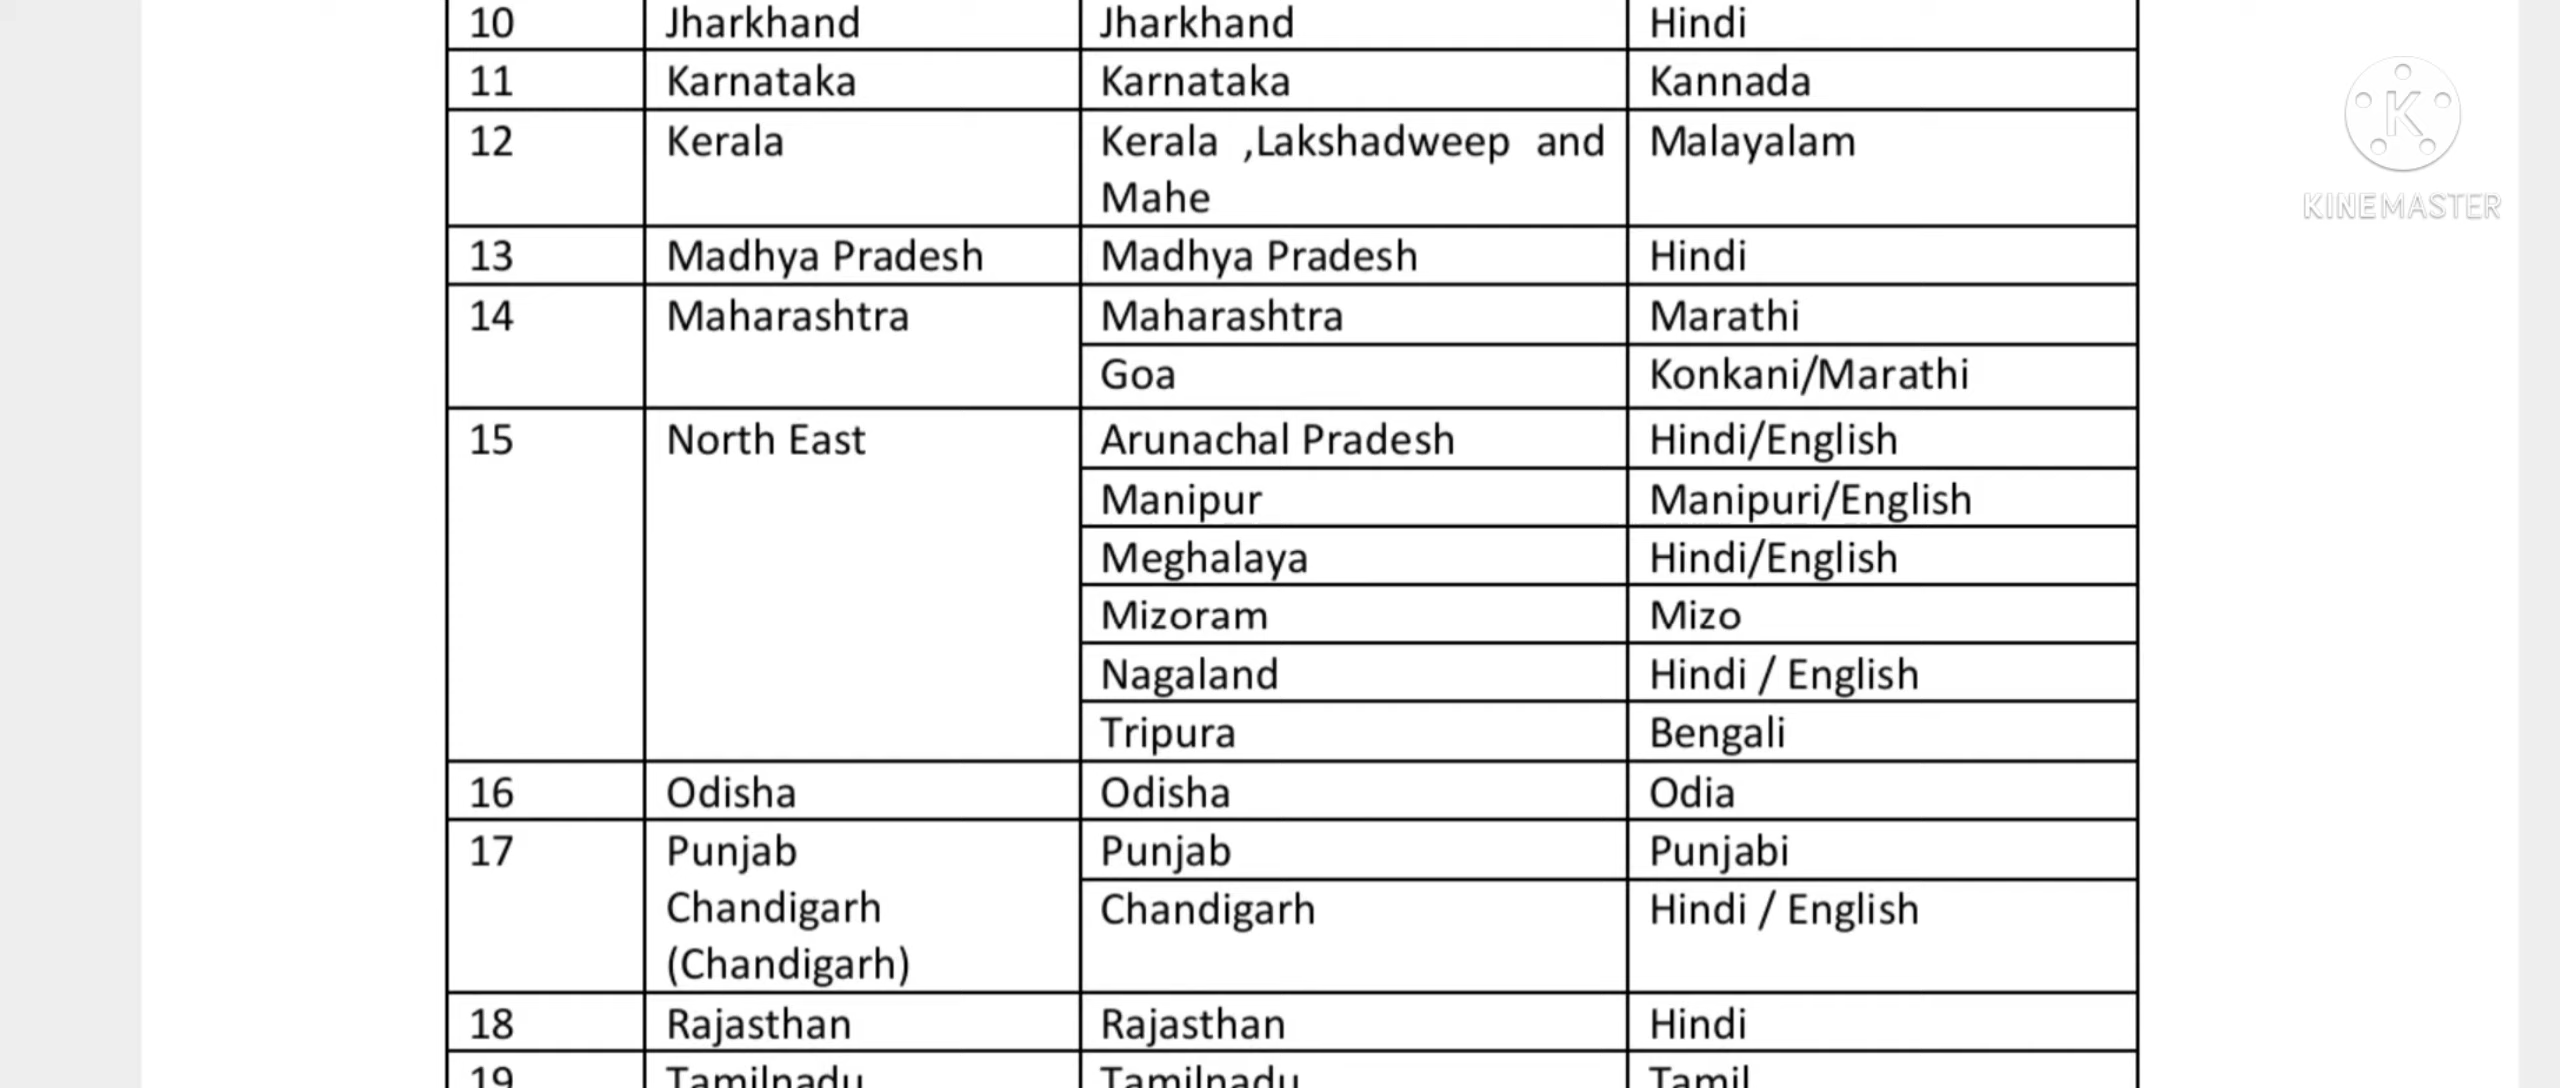 10 Jharkhand Jharkhand Hindi
11 Karnataka Karnataka Kannada
12 Kerala Kerala ,Lakshadweep and Malayalam
Mahe
13 Madhya Pradesh Madhya Pradesh Hindi
14 Maharashtra Maharashtra Marathi
Goa Konkani/Marathi
15 North East Arunachal Pradesh Hindi/English
Manipur Manipuri/English
Meghalaya Hindi/English
Mizoram Mizo
Nagaland Hindi / English
Tripura Bengali
16 Odisha Odisha Odia
17 Punjab Punjab Punjabi
Chandigarh Chandigarh Hindi / English
(Chandigarh)
18 Rajasthan Rajasthan Hindi
19 Tamilnadu Tamilnadu Tamil
K
KINEMASTER